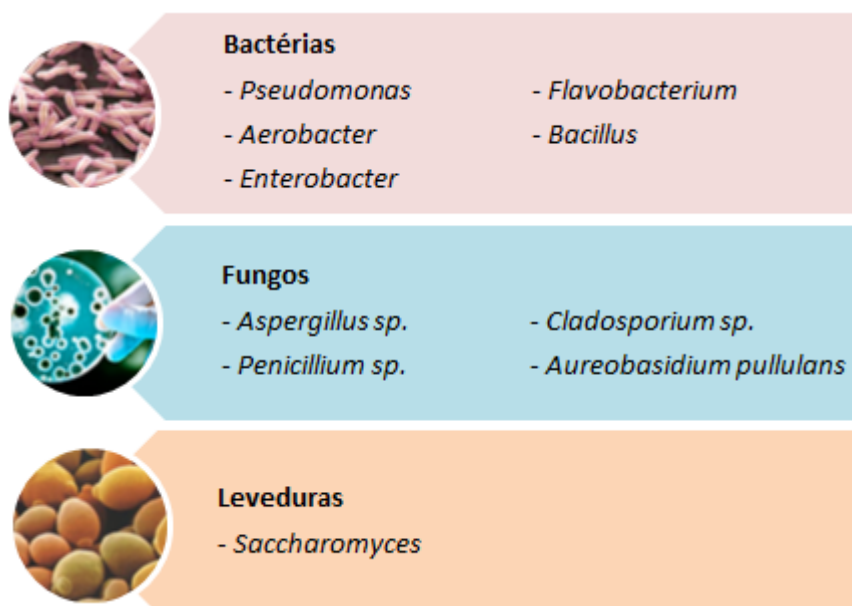 Bactérias
- Pseudomonas
- Flavobacterium
- Aerobacter
- Bacillus
- Enterobacter
Fungos
- Aspergillus sp.
- Cladosporium sp.
- Penicillium sp.
- Aureobasidium pullulans
Leveduras
- Saccharomyces